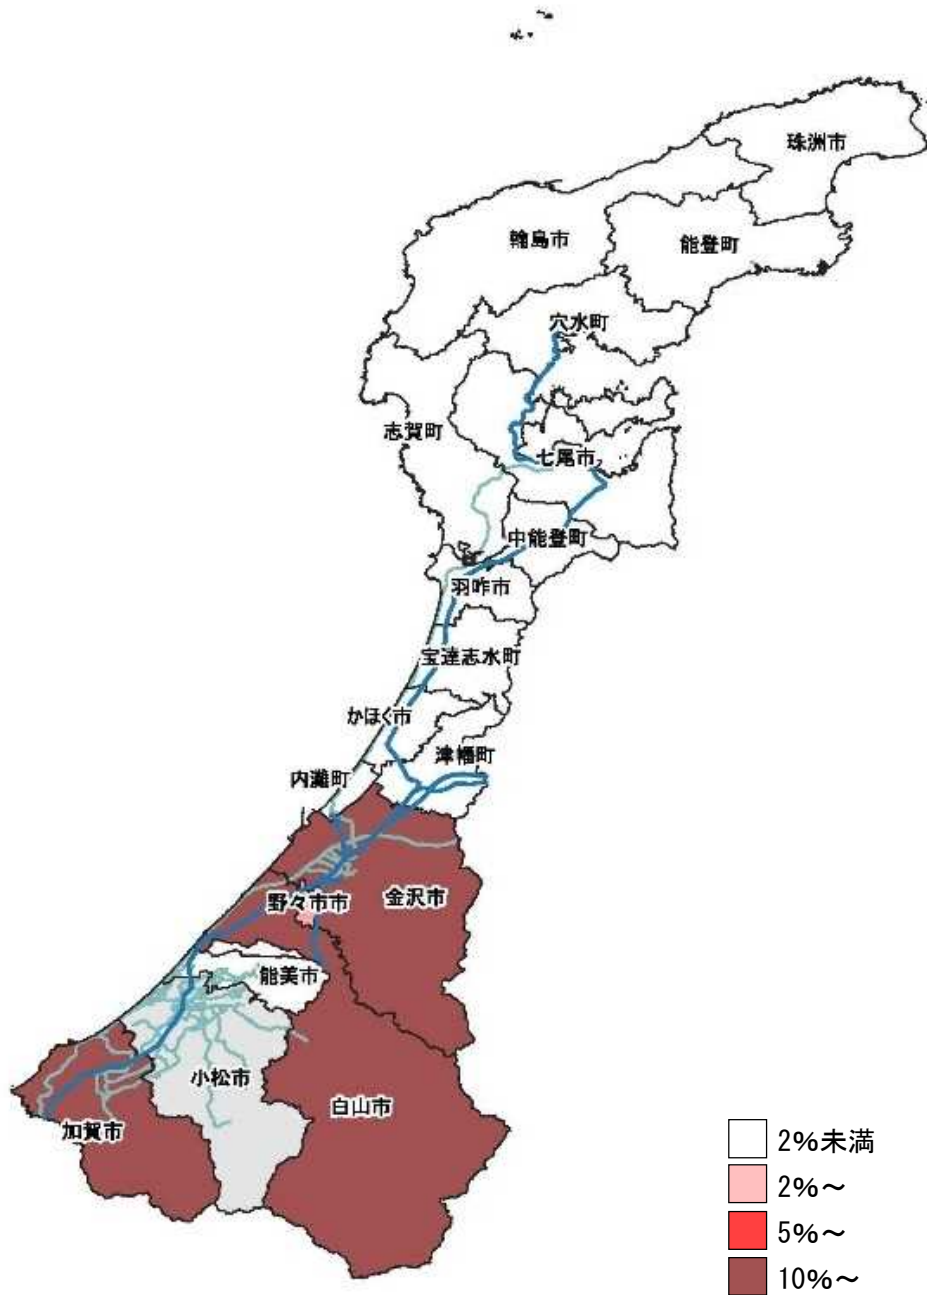 珠洲市
輪島市
能登町
穴水町
志賀町
七尾市
中能登町
羽咋市
宝達志水町
かほく市
津幡町
内灘町
野々市市
金沢市
能美市
小松市
白山市
加賀市
2%未満
2%～
5%～
10%～